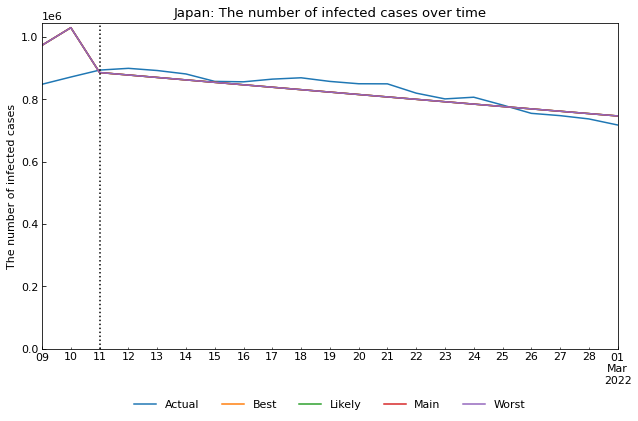 Japan: The number of infected cases over time
1e6
1.0
0.8
0.6
0.4
0.2
0.0
The number of infected cases
09 10 11 12 13 14 15 16 17 18 19 20 21 22 23 24 25 26 27 28 01
Mar
2022
Actual Best Likely Main Worst